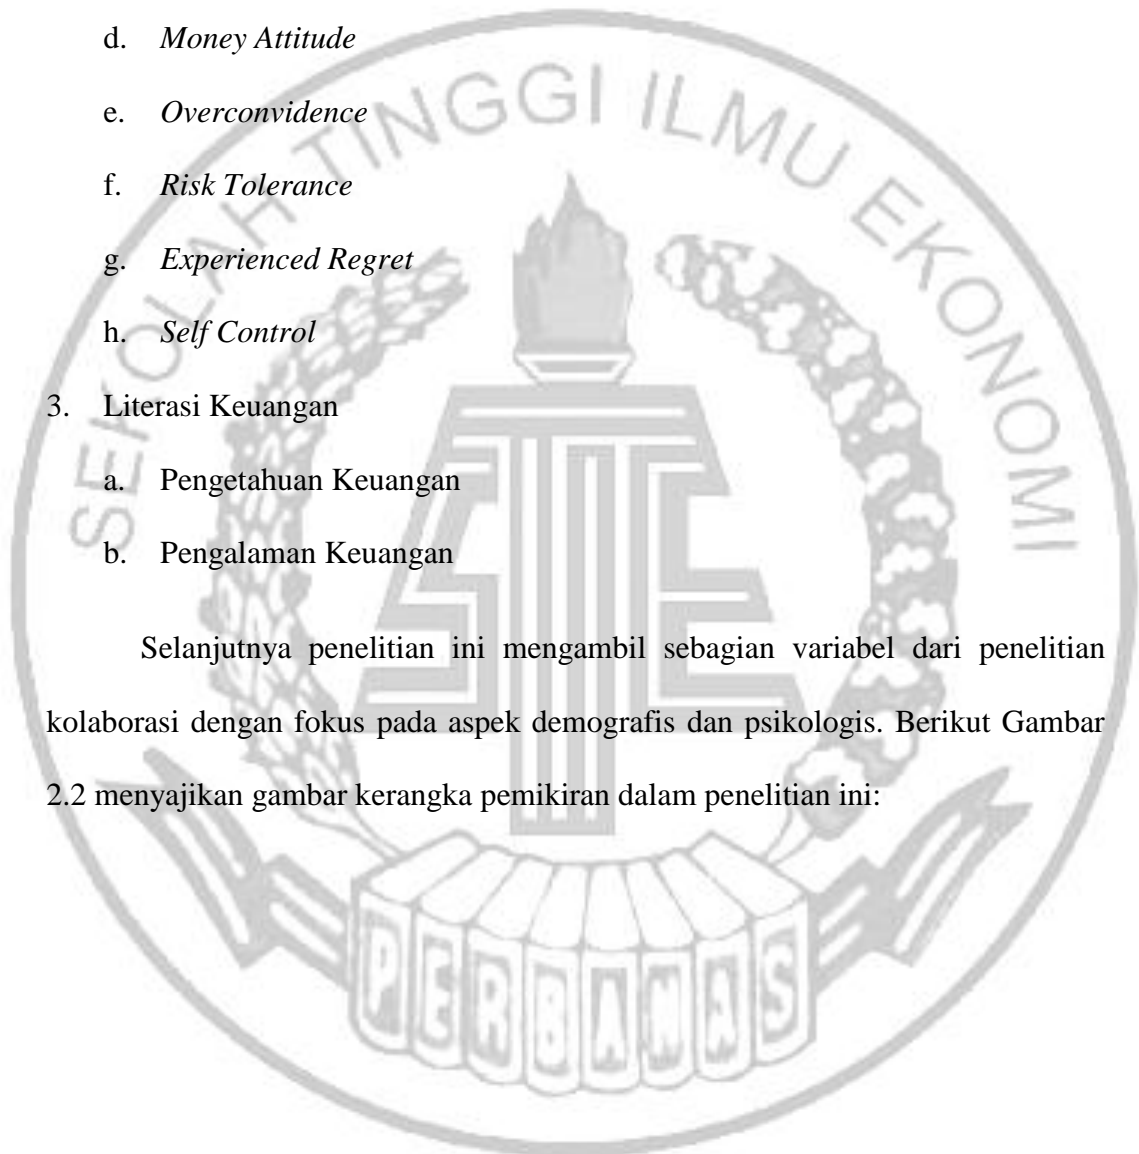 d. Money Attitude
e. Overconvidence
f. Risk Tolerance
g. Experienced Regret
h. Self Control
3. Literasi Keuangan
a. Pengetahuan Keuangan
b. Pengalaman Keuangan
Selanjutnya penelitian ini mengambil sebagian variabel dari penelitian
kolaborasi dengan fokus pada aspek demografis dan psikologis. Berikut Gambar
2.2 menyajikan gambar kerangka pemikiran dalam penelitian ini:
SEKOLAH TINGGI ILMU EKONOMI
PERBANAS